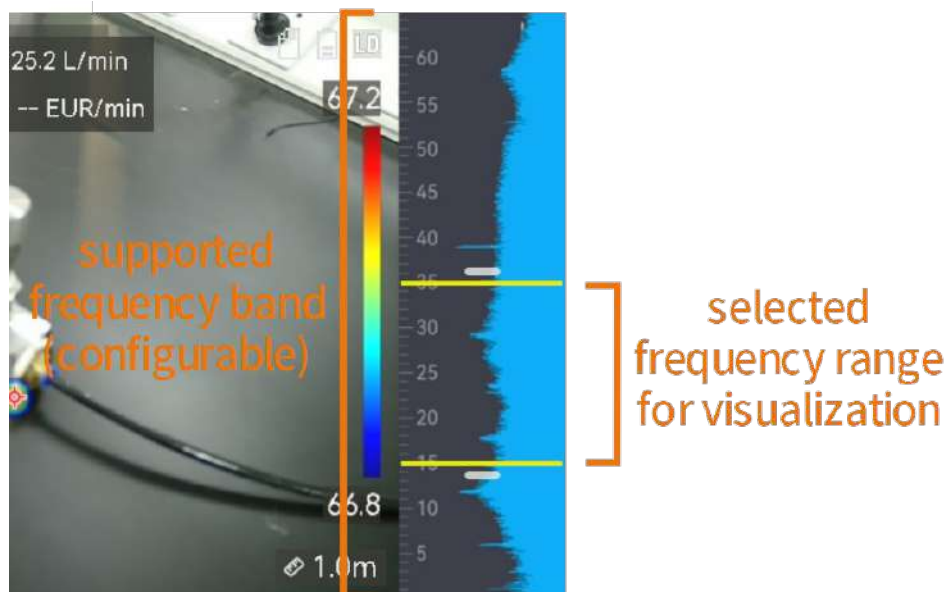 25.2 L/min
-- EUR/min
LD
67.2
supported
frequency band
(configurable)
66.8
1.0m
60
55
50
45
40
35
30
25
20
15
10
5
selected
frequency range
for visualization